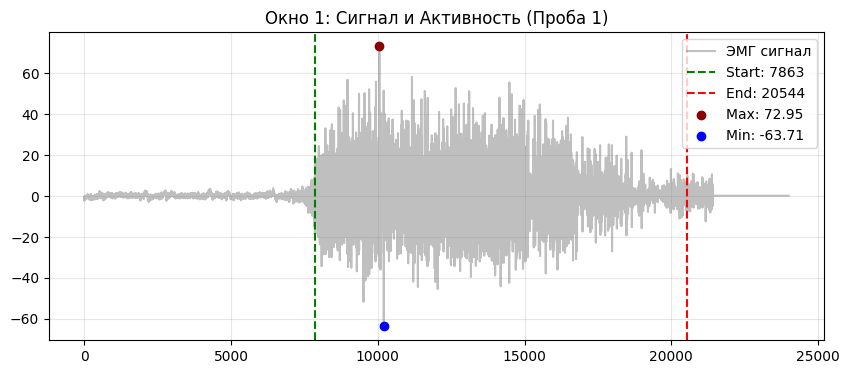 Окно 1: Сигнал и Активность (Проба 1)
60
40
20
0
−20
−40
−60
ЭМГ сигнал
Start: 7863
End: 20544
Max: 72.95
Min: -63.71
0 5000 10000 15000 20000 25000